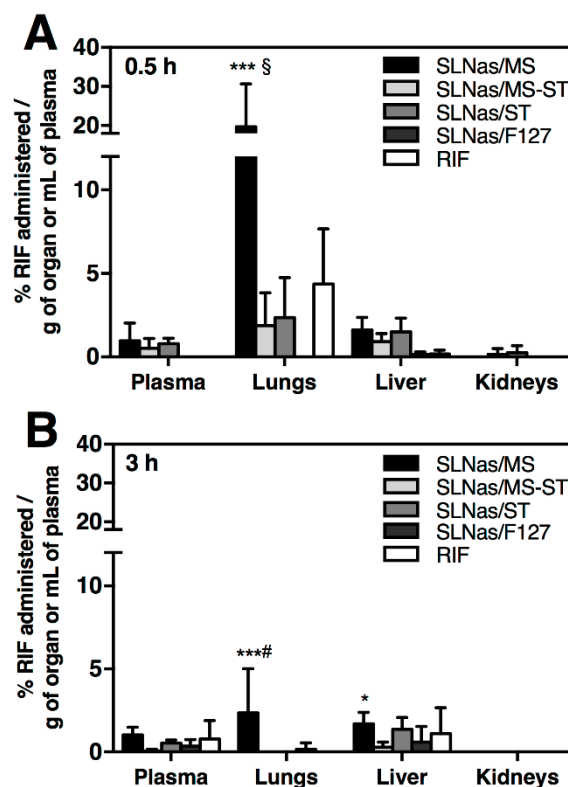 A
0.5 h
*** §
SLNas/MS
SLNas/MS-ST
SLNas/ST
SLNas/F127
RIF
% RIF administered /
g of organ or mL of plasma
40
30
20
10
5
0
Plasma Lungs Liver Kidneys
B
3 h
***#
*
SLNas/MS
SLNas/MS-ST
SLNas/ST
SLNas/F127
RIF
% RIF administered /
g of organ or mL of plasma
40
30
20
10
5
0
Plasma Lungs Liver Kidneys